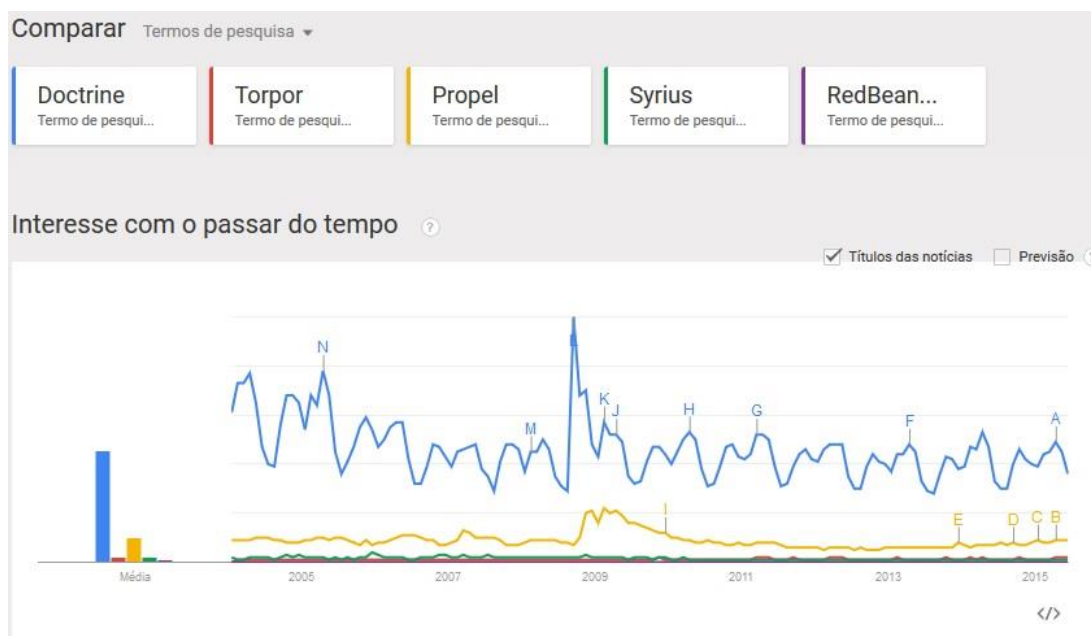 Comparar Termos de pesquisa
Doctrine Torpor Propel Syrius RedBean...
Termo de pesqui... Termo de pesqui... Termo de pesqui... Termo de pesqui... Termo de pesqui...
Interesse com o passar do tempo ?
Títulos das notícias Previsão
N
L
K J H G F A
M
I E D C B
Média 2005 2007 2009 2011 2013 2015
</>